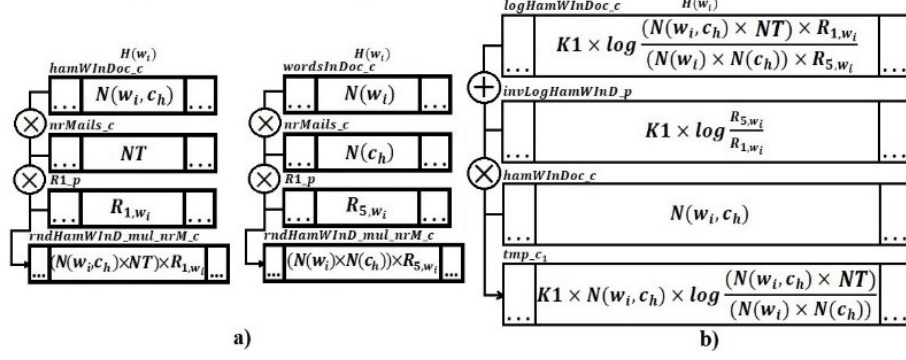 H(w_i)
hamWInDoc_c
... N(w_i, c_h) ...
×
nrMails_c
... NT ...
×
R1_p
... R_{1,w_i} ...
rndHamWInD_mul_nrM_c
... (N(w_i,c_h)×NT)×R_{1,w_i} ...
H(w_i)
wordsInDoc_c
... N(w_i) ...
×
nrMails_c
... N(c_h) ...
×
R1_p
... R_{5,w_i} ...
rndHamWInD_mul_nrM_c
... (N(w_i)×N(c_h))×R_{5,w_i} ...
a)
H(w_i)
logHamWInDoc_c
... K1 × log (N(w_i, c_h) × NT) × R_{1,w_i} / (N(w_i) × N(c_h)) × R_{5,w_i} ...
+
invLogHamWInD_p
... K1 × log R_{5,w_i} / R_{1,w_i} ...
×
hamWInDoc_c
... N(w_i, c_h) ...
tmp_c_1
... K1 × N(w_i, c_h) × log (N(w_i, c_h) × NT) / (N(w_i) × N(c_h)) ...
b)